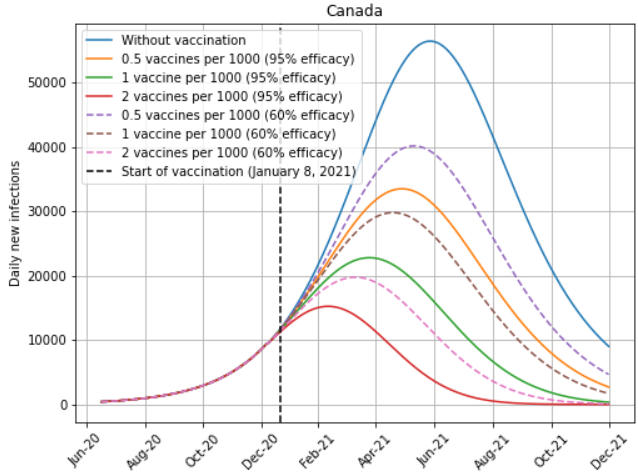 Canada
Without vaccination
0.5 vaccines per 1000 (95% efficacy)
1 vaccine per 1000 (95% efficacy)
2 vaccines per 1000 (95% efficacy)
0.5 vaccines per 1000 (60% efficacy)
1 vaccine per 1000 (60% efficacy)
2 vaccines per 1000 (60% efficacy)
Start of vaccination (January 8, 2021)
Daily new infections
50000
40000
30000
20000
10000
0
Jun-20
Aug-20
Oct-20
Dec-20
Feb-21
Apr-21
Jun-21
Aug-21
Oct-21
Dec-21